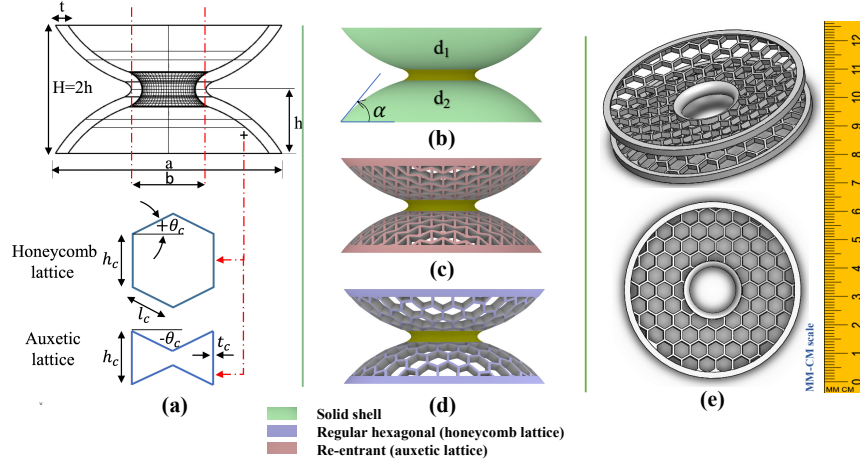 t
H=2h
h
a
b
Honeycomb
lattice
+θc
hc
lc
Auxetic
lattice
hc
-θc
tc
(a)
d1
d2
α
(b)
(c)
(d)
Solid shell
Regular hexagonal (honeycomb lattice)
Re-entrant (auxetic lattice)
(e)
MM-CM scale
12
11
10
9
8
7
6
5
4
3
2
1
0
MM CM